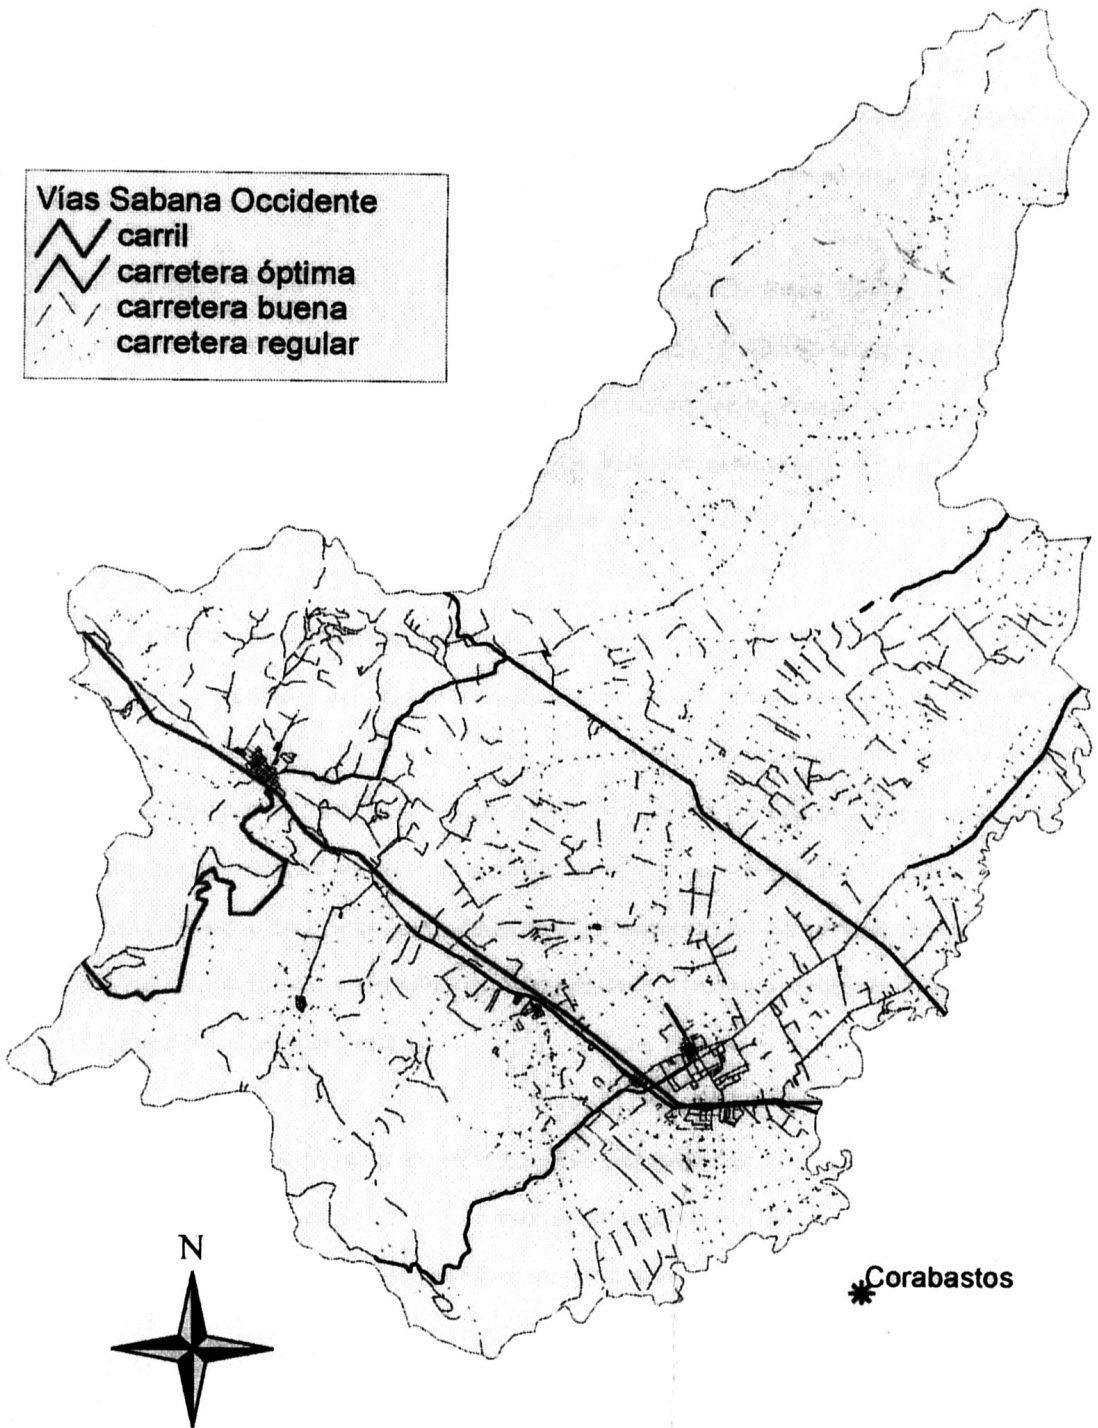 Vías Sabana Occidente
carril
carretera óptima
carretera buena
carretera regular
N
Corabastos